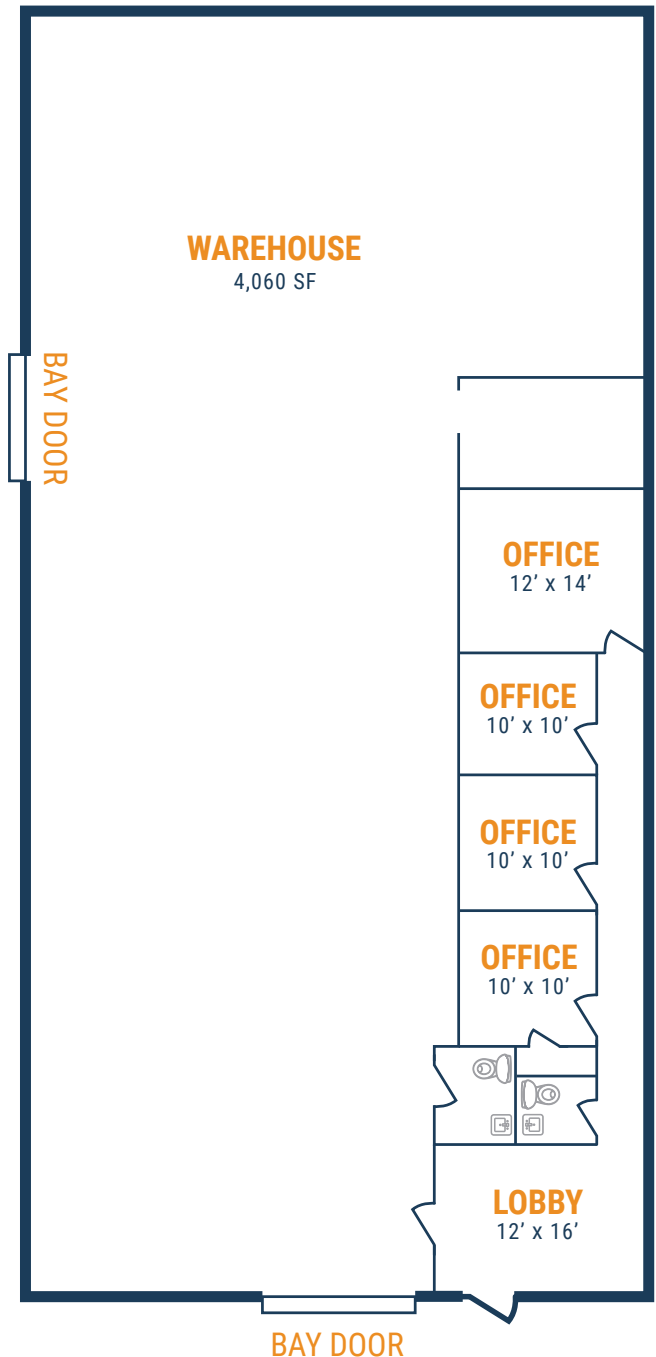 WAREHOUSE
4,060 SF
BAY DOOR
OFFICE
12’ x 14’
OFFICE
10’ x 10’
OFFICE
10’ x 10’
OFFICE
10’ x 10’
LOBBY
12’ x 16’
BAY DOOR